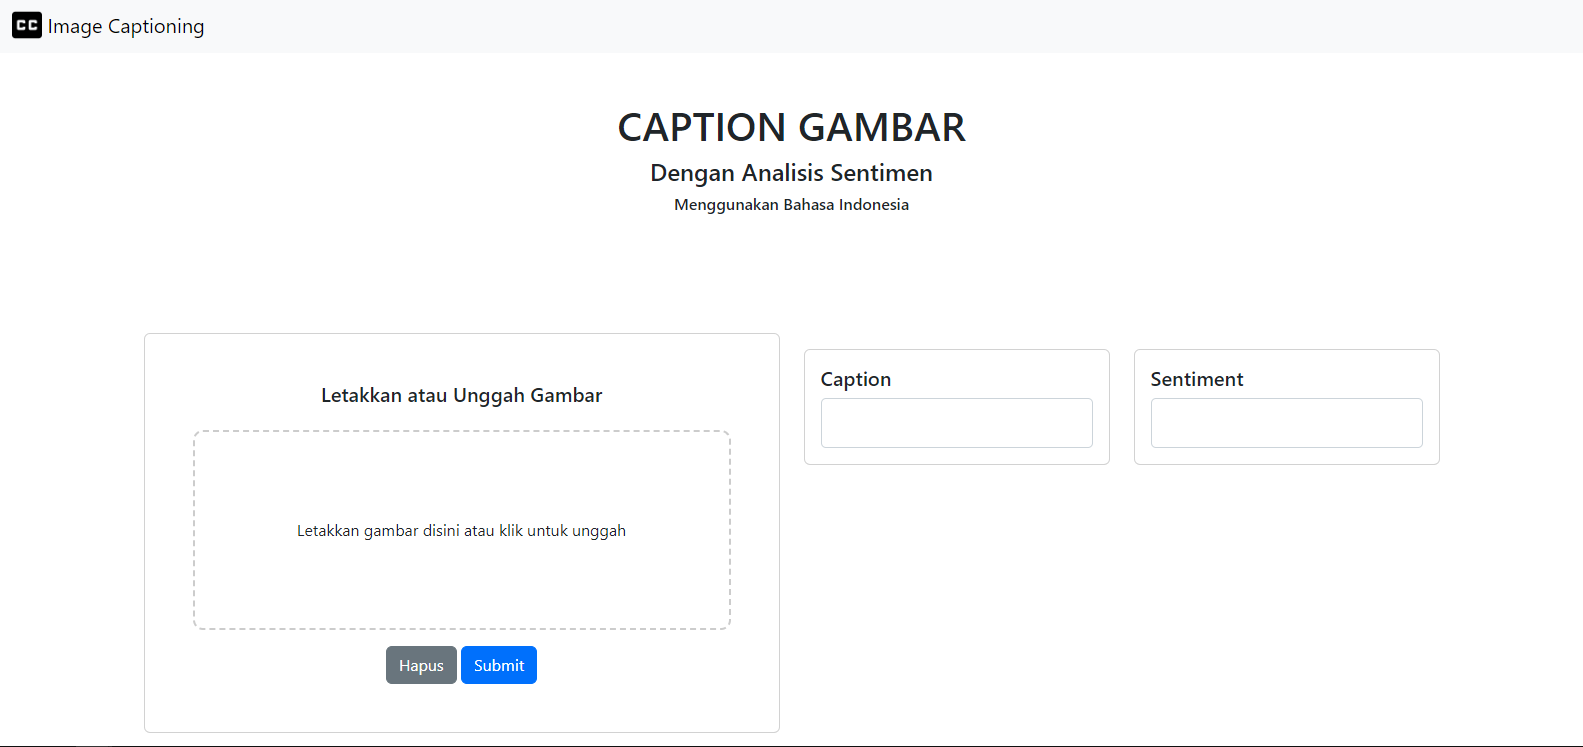 CC Image Captioning
CAPTION GAMBAR
Dengan Analisis Sentimen
Menggunakan Bahasa Indonesia
Letakkan atau Unggah Gambar
Letakkan gambar disini atau klik untuk unggah
Hapus Submit
Caption
Sentiment